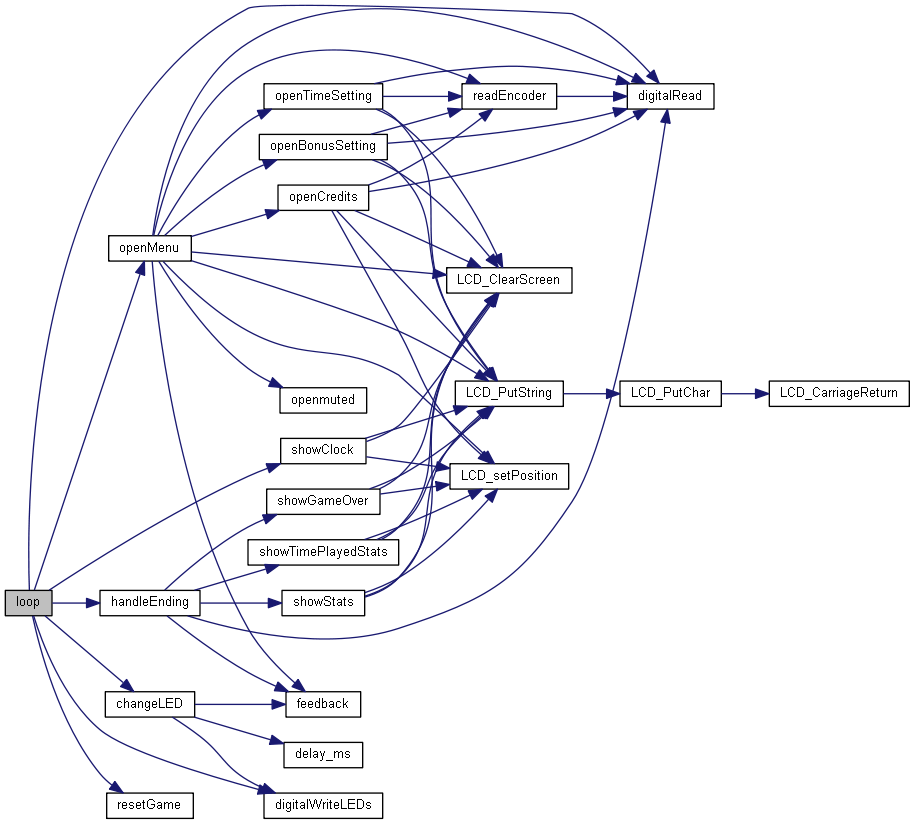 openTimeSetting
readEncoder
digitalRead
openBonusSetting
openCredits
openMenu
LCD_ClearScreen
openmuted
LCD_PutString
LCD_PutChar
LCD_CarriageReturn
showClock
LCD_setPosition
showGameOver
showTimePlayedStats
loop
handleEnding
showStats
changeLED
feedback
delay_ms
resetGame
digitalWriteLEDs